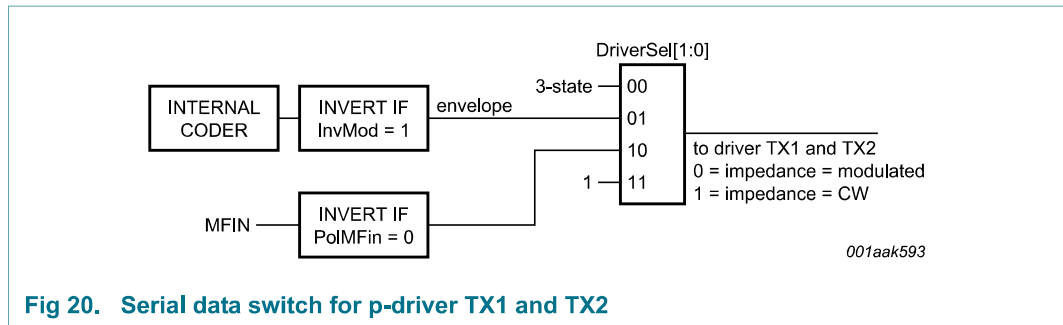 DriverSel[1:0]
3-state
00
INTERNAL
CODER
INVERT IF
InvMod = 1
envelope
01
10
to driver TX1 and TX2
0 = impedance = modulated
1 = impedance = CW
1
11
MFIN
INVERT IF
PolMFin = 0
001aak593
Fig 20. Serial data switch for p-driver TX1 and TX2